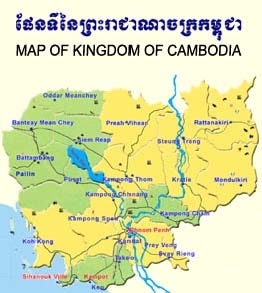 ផែនទីនៃព្រះរាជាណាចក្រកម្ពុជា
MAP OF KINGDOM OF CAMBODIA
Oddar Meanchey
Banteay Mean Chey
Preah Vihear
Rattanakiri
Siem Reap
Steung Treng
Battambang
Pailin
Pursat
Kampong Thom
Kratie
Mondulkiri
Kampong Chhnang
Kampong Cham
Kampong Speu
Phnom Penh
Koh Kong
Kandal
Prey Veng
Svay Rieng
Takeo
Sihanouk Ville
Kampot
Kep